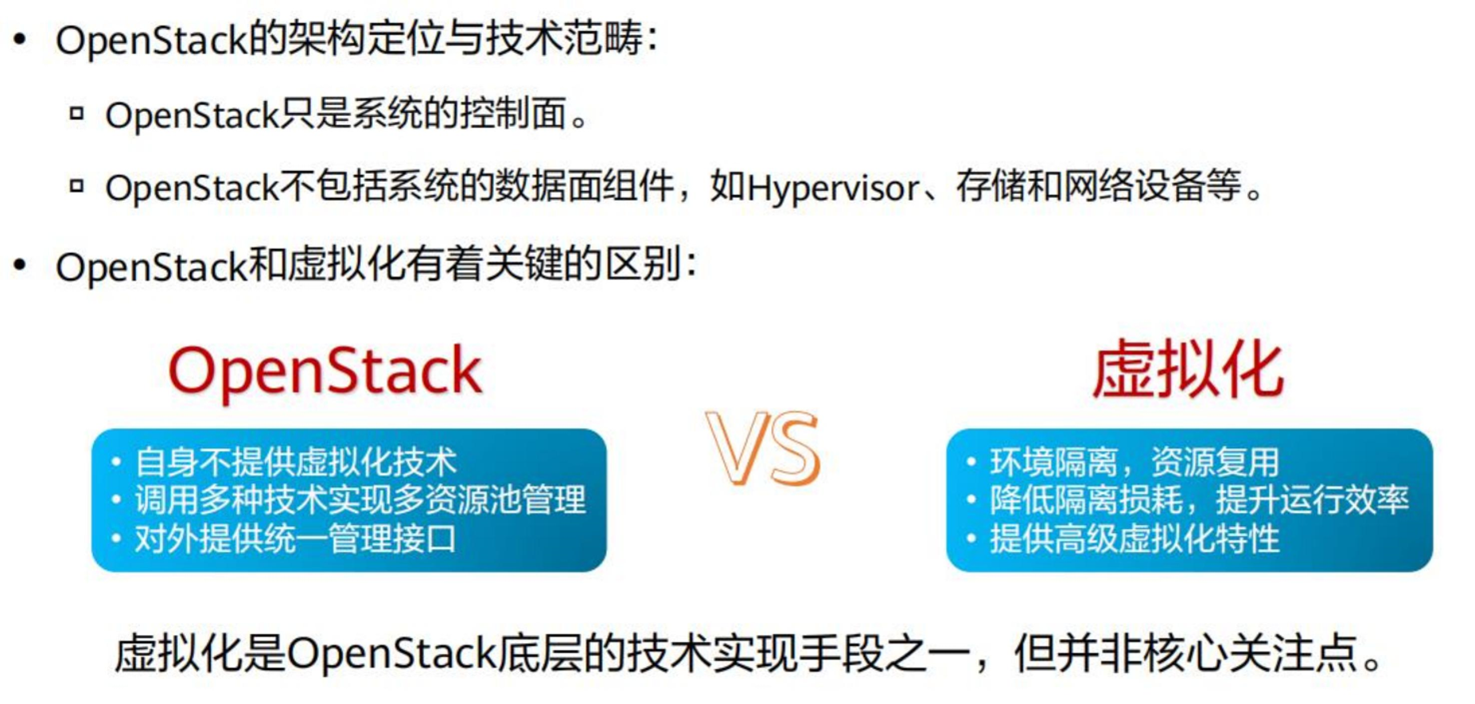 • OpenStack的架构定位与技术范畴：
▫ OpenStack只是系统的控制面。
▫ OpenStack不包括系统的数据面组件，如Hypervisor、存储和网络设备等。
• OpenStack和虚拟化有着关键的区别：
OpenStack
• 自身不提供虚拟化技术
• 调用多种技术实现多资源池管理
• 对外提供统一管理接口
VS
虚拟化
• 环境隔离，资源复用
• 降低隔离损耗，提升运行效率
• 提供高级虚拟化特性
虚拟化是OpenStack底层的技术实现手段之一，但并非核心关注点。